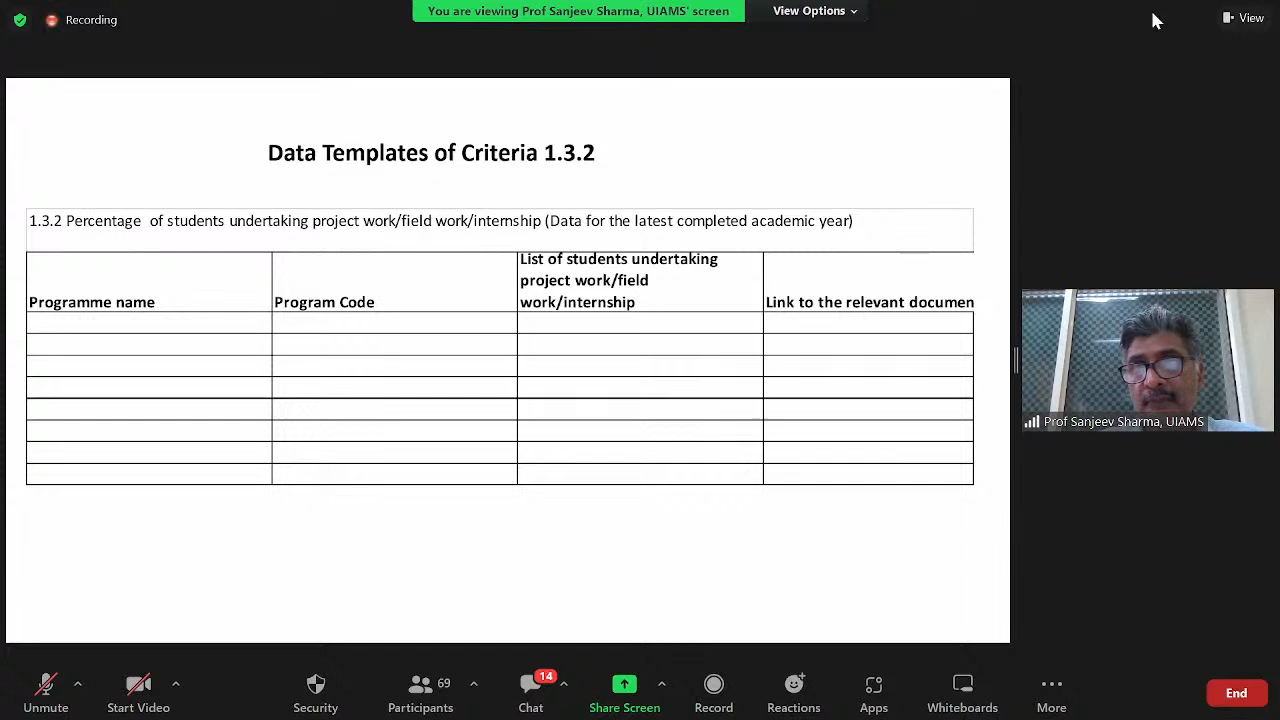 Recording
You are viewing Prof Sanjeev Sharma, UIAMS' screen
View Options
View
Data Templates of Criteria 1.3.2
1.3.2 Percentage of students undertaking project work/field work/internship (Data for the latest completed academic year)
Programme name
Program Code
List of students undertaking
project work/field
work/internship
Link to the relevant documen
Prof Sanjeev Sharma, UIAMS
Unmute
Start Video
Security
69
Participants
14
Chat
Share Screen
Record
Reactions
Apps
Whiteboards
More
End